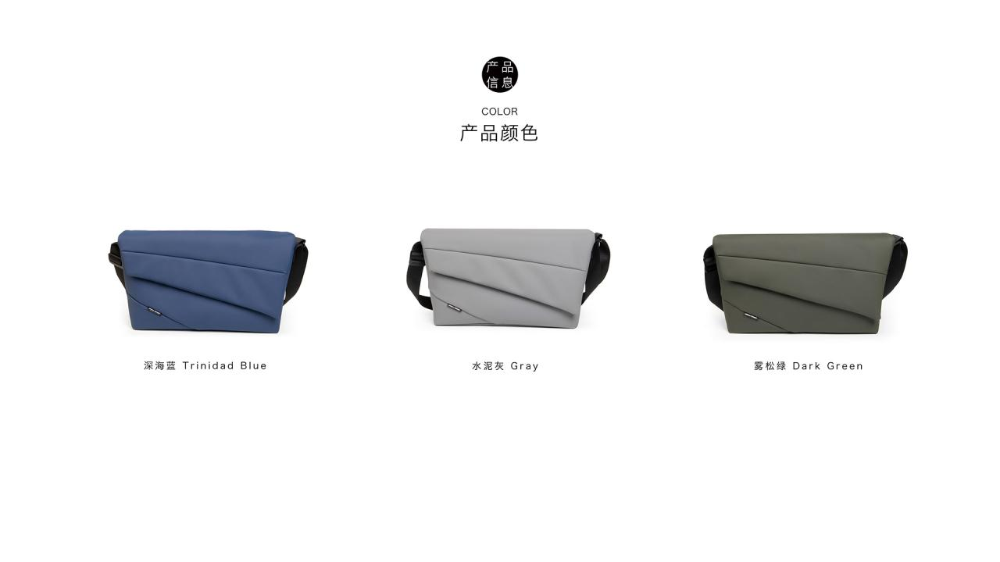 产品
信息
COLOR
产品颜色
深海蓝 Trinidad Blue
水泥灰 Gray
雾松绿 Dark Green